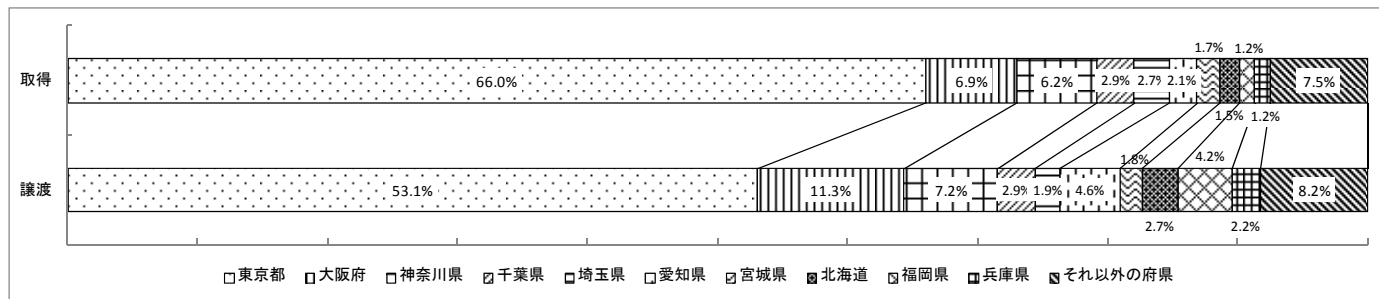 1.7% 1.2%
取得 66.0% 6.9% 6.2% 2.9% 2.7% 2.1% 7.5%
1.5% 1.2%
1.8% 4.2%
譲渡 53.1% 11.3% 7.2% 2.9% 1.9% 4.6% 8.2%
2.7% 2.2%
東京都 大阪府 神奈川県 千葉県 埼玉県 愛知県 宮城県 北海道 福岡県 兵庫県 それ以外の府県